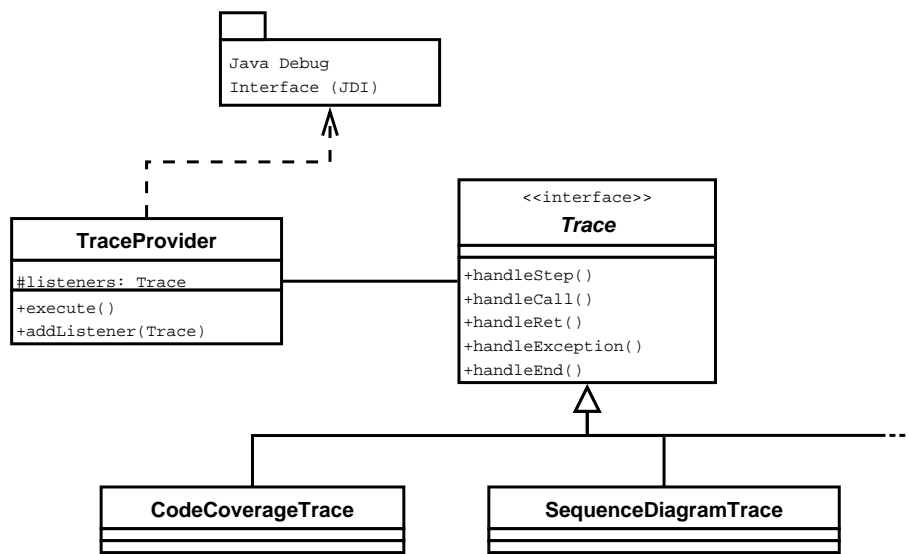 Java Debug
Interface (JDI)
<<interface>>
Trace
TraceProvider
#listeners: Trace
+execute()
+addListener(Trace)
+handleStep()
+handleCall()
+handleRet()
+handleException()
+handleEnd()
CodeCoverageTrace
SequenceDiagramTrace